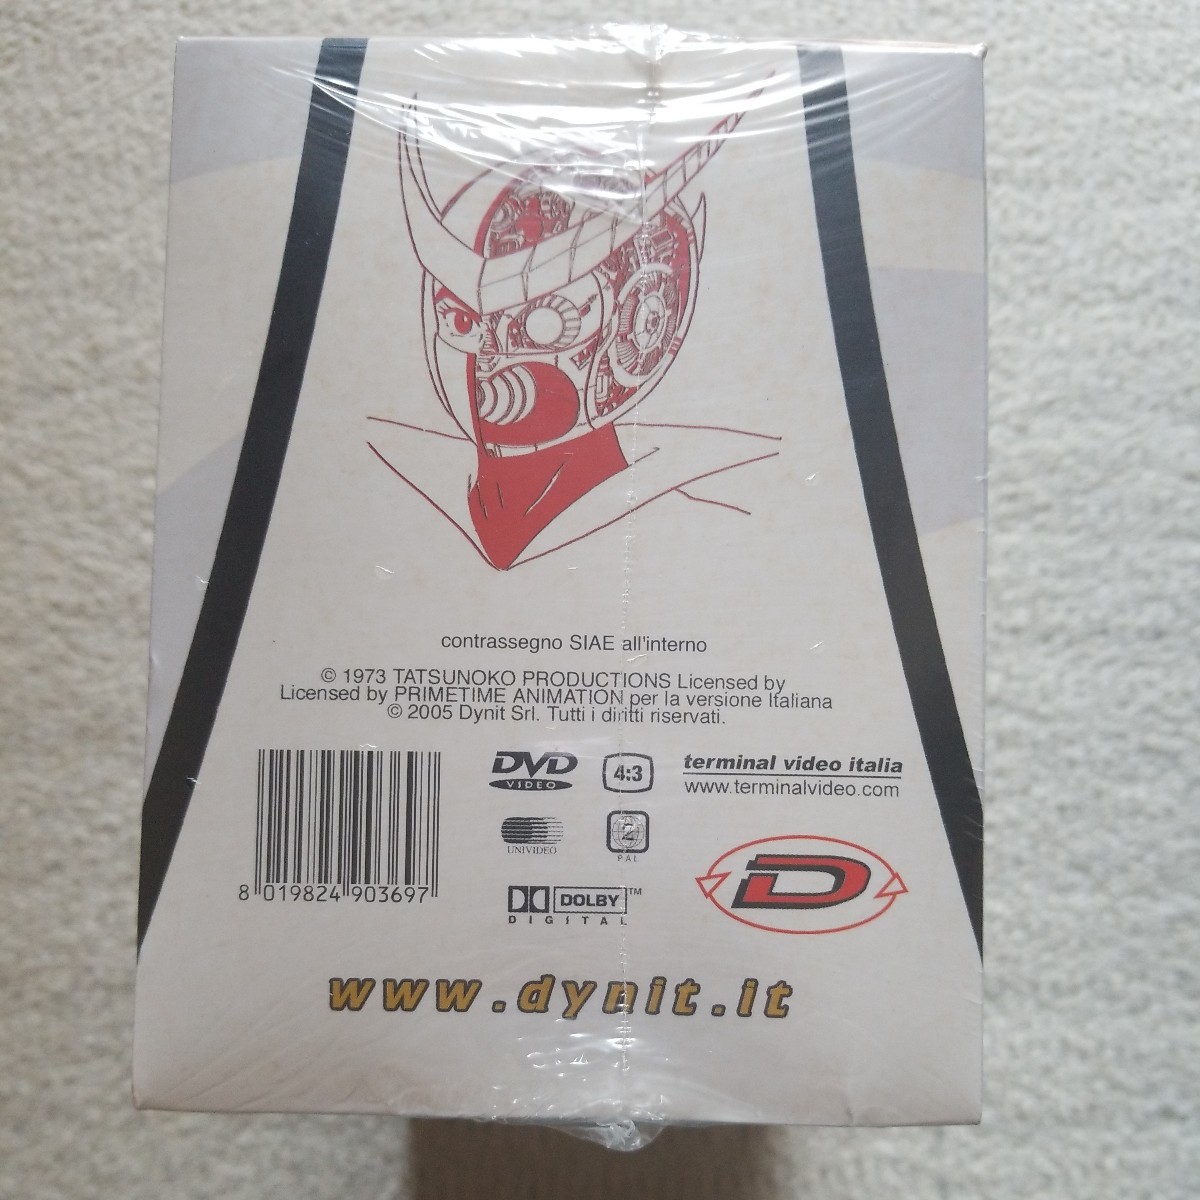 contrassegno SIAE all'interno
© 1973 TATSUNOKO PRODUCTIONS Licensed by
Licensed by PRIMETIME ANIMATION per la versione Italiana
© 2005 Dynit Srl. Tutti i diritti riservati.
DVD
VIDEO
4:3
terminal video italia
www.terminalvideo.com
UNIVIDEO
2
PAL
8 019824 903697
DOLBY™
DIGITAL
D
www.dynit.it